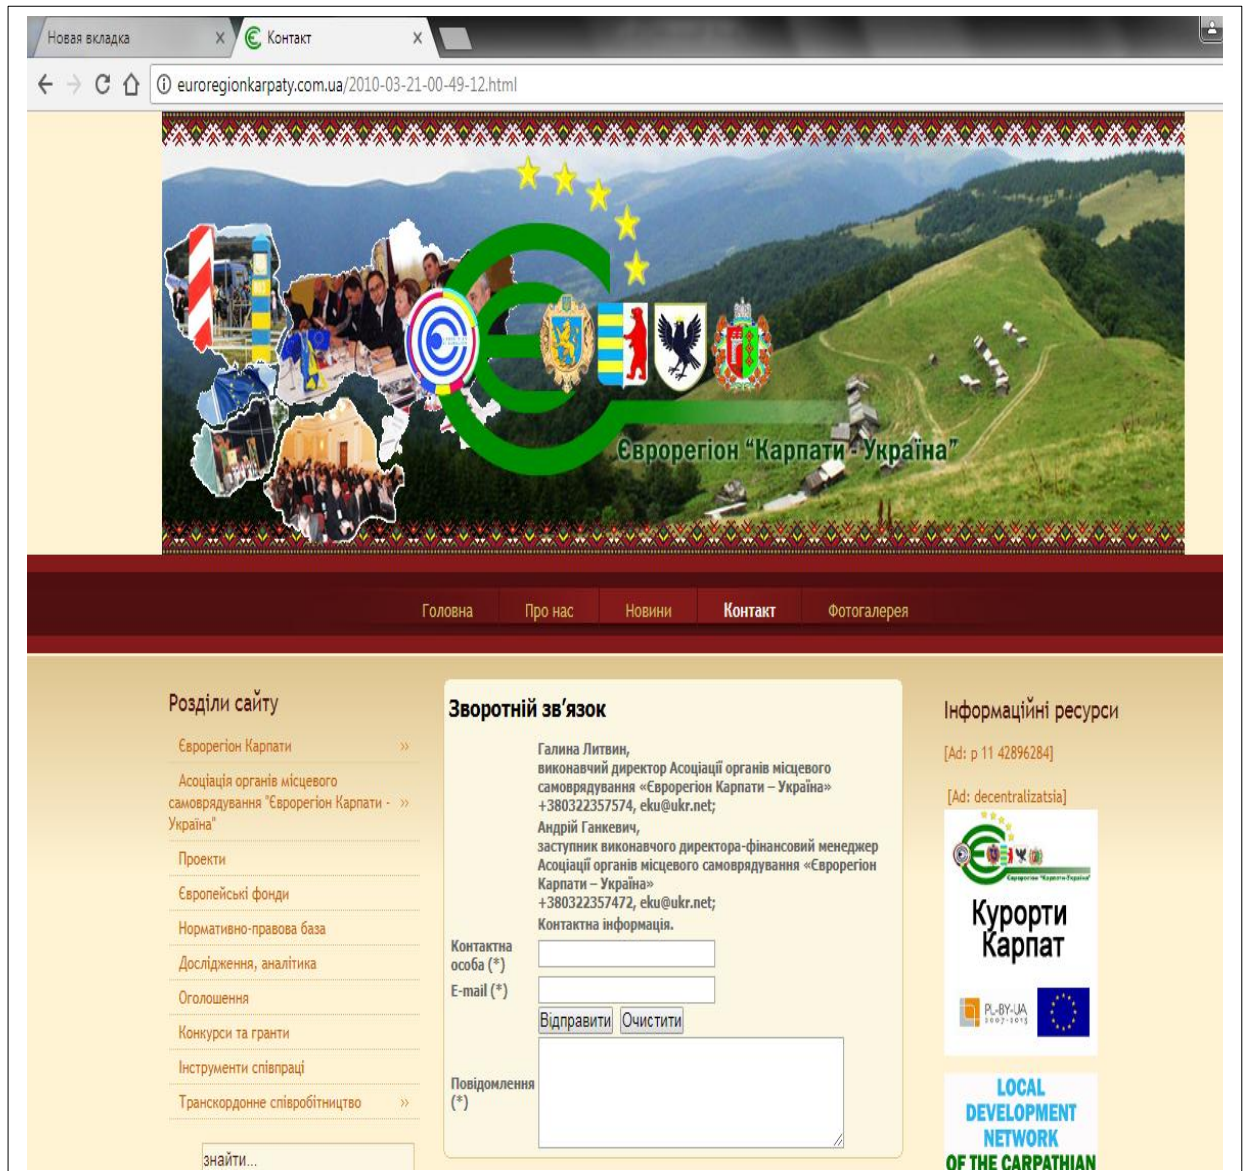 Новая вкладка
Контакт
euroregionkarpaty.com.ua/2010-03-21-00-49-12.html
Єврорегіон "Карпати - Україна"
Головна
Про нас
Новини
Контакт
Фотогалерея
Розділи сайту
Єврорегіон Карпати »
Асоціація органів місцевого
самоврядування "Єврорегіон Карпати - »
Україна"
Проекти
Європейські фонди
Нормативно-правова база
Дослідження, аналітика
Оголошення
Конкурси та гранти
Інструменти співпраці
Транскордонне співробітництво »
знайти...
Зворотній зв'язок
Галина Литвин,
виконавчий директор Асоціації органів місцевого
самоврядування «Єврорегіон Карпати – Україна»
+380322357574, eku@ukr.net;
Андрій Ганкевич,
заступник виконавчого директора-фінансовий менеджер
Асоціації органів місцевого самоврядування «Єврорегіон
Карпати – Україна»
+380322357472, eku@ukr.net;
Контактна інформація.
Контактна
особа (*)
E-mail (*)
Відправити Очистити
Повідомлення
(*)
Інформаційні ресурси
[Ad: p 11 42896284]
[Ad: decentralizatsia]
Єврорегіон "Карпати-Україна"
Курорти
Карпат
PL-BY-UA
2007-2013
LOCAL
DEVELOPMENT
NETWORK
OF THE CARPATHIAN